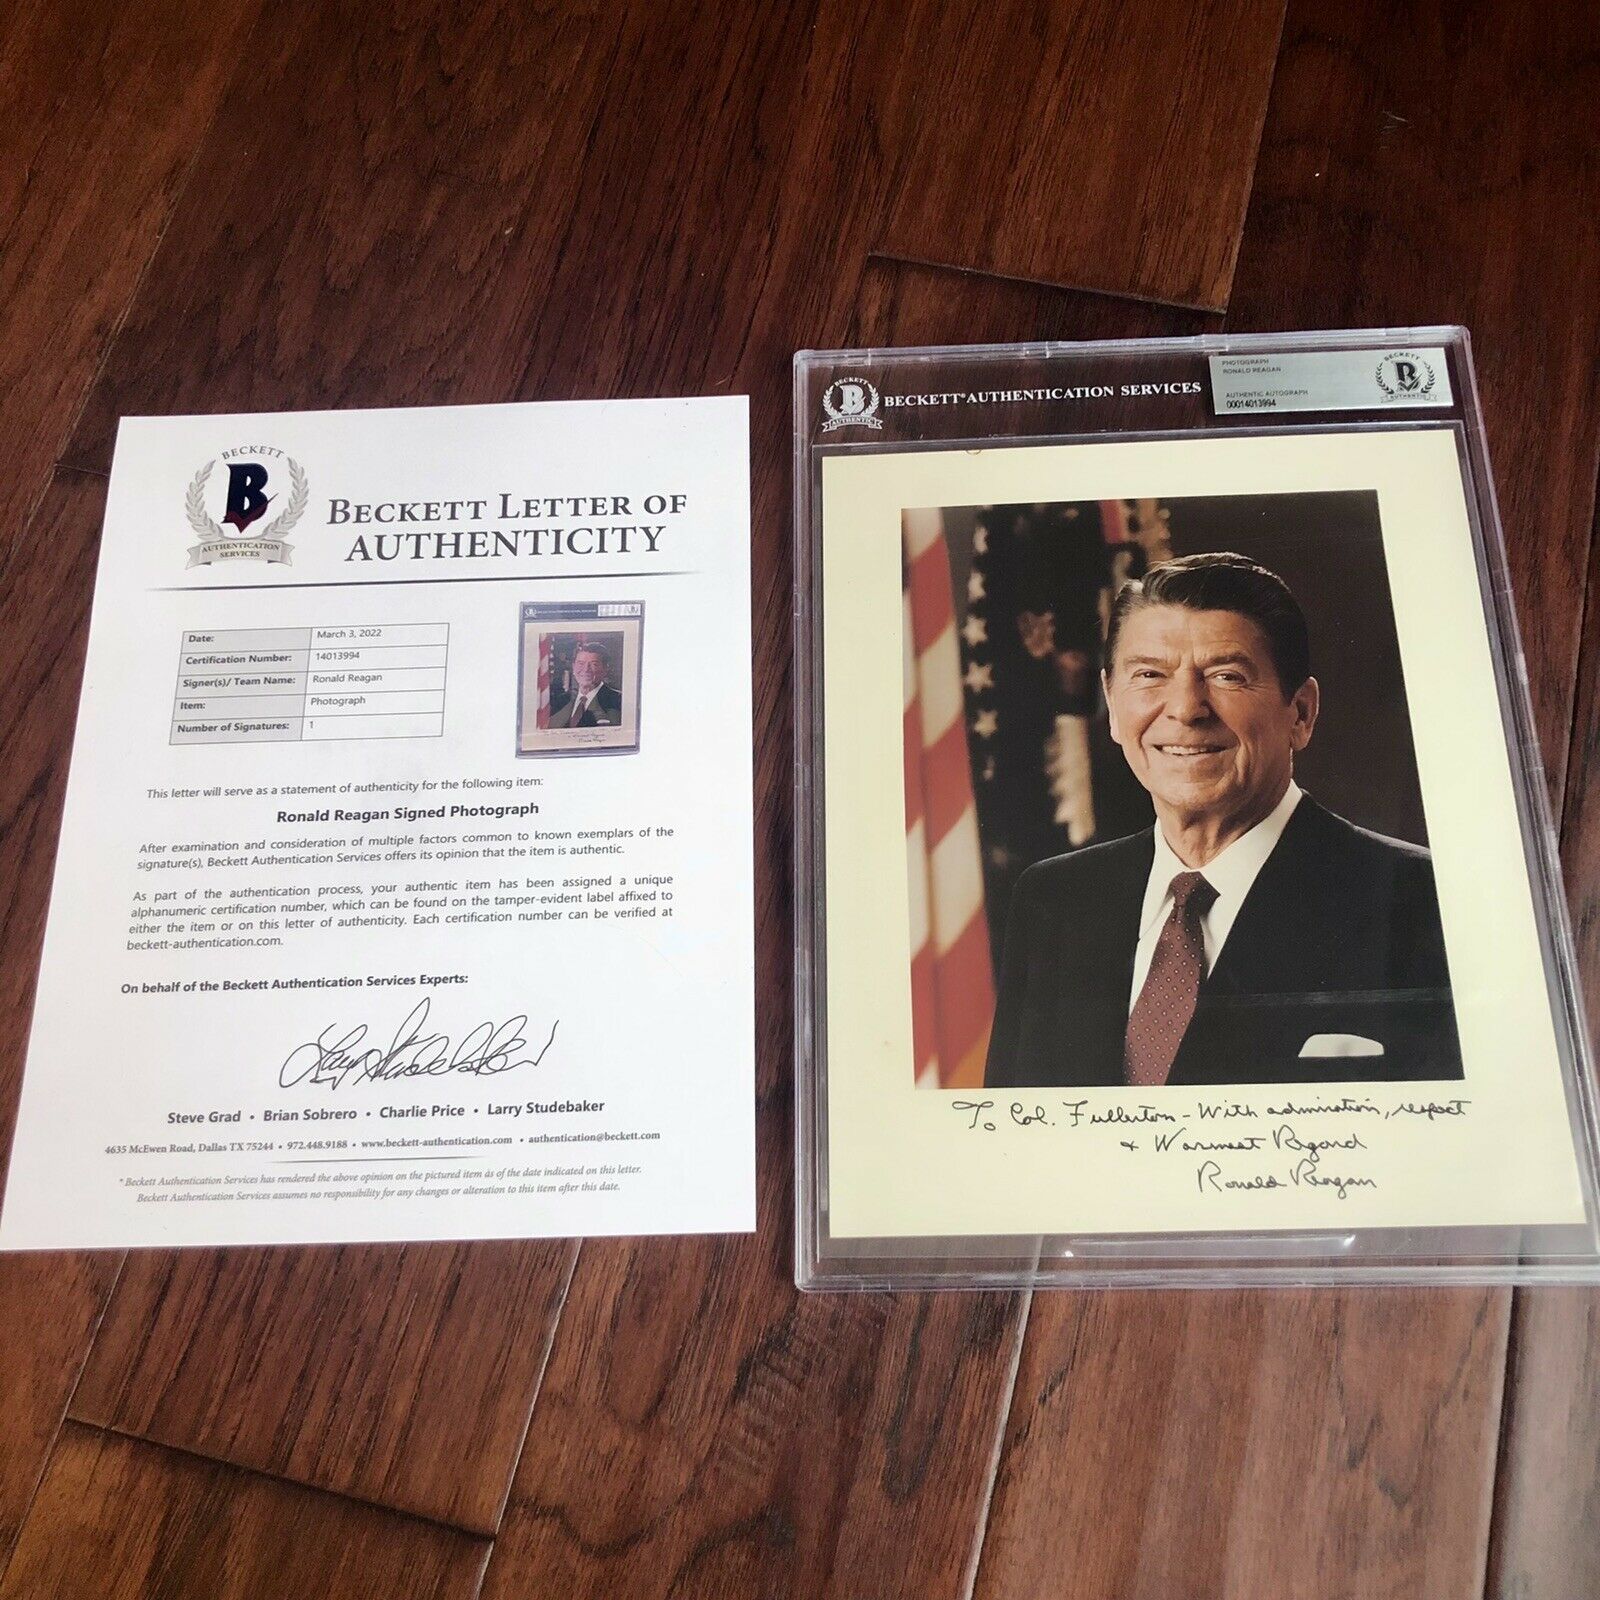 BECKETT
B
AUTHENTICATION
SERVICES
BECKETT LETTER OF
AUTHENTICITY
Date: March 3, 2022
Certification Number: 14013994
Signer(s)/ Team Name: Ronald Reagan
Item: Photograph
Number of Signatures: 1
This letter will serve as a statement of authenticity for the following item:
Ronald Reagan Signed Photograph
After examination and consideration of multiple factors common to known exemplars of the
signature(s), Beckett Authentication Services offers its opinion that the item is authentic.
As part of the authentication process, your authentic item has been assigned a unique
alphanumeric certification number, which can be found on the tamper-evident label affixed to
either the item or on this letter of authenticity. Each certification number can be verified at
beckett-authentication.com.
On behalf of the Beckett Authentication Services Experts:
Larry Studebaker
Steve Grad • Brian Sobrero • Charlie Price • Larry Studebaker
4635 McEwen Road, Dallas TX 75244 • 972.448.9188 • www.beckett-authentication.com • authentication@beckett.com
* Beckett Authentication Services has rendered the above opinion on the pictured item as of the date indicated on this letter.
Beckett Authentication Services assumes no responsibility for any changes or alteration to this item after this date.
BECKETT
B
AUTHENTIC
BECKETT® AUTHENTICATION SERVICES
PHOTOGRAPH
RONALD REAGAN
AUTHENTIC AUTOGRAPH
00014013994
BECKETT
B
AUTHENTIC
To Col. Fullerton - With admiration, respect
& Warmest Regard
Ronald Reagan